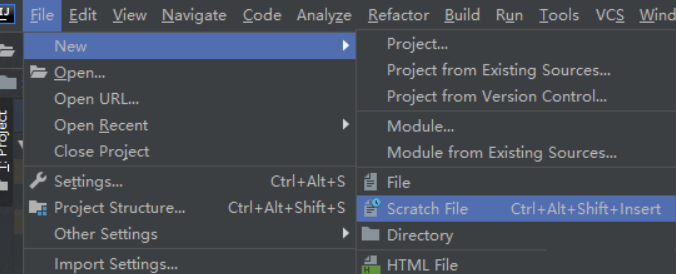 IJ File Edit View Navigate Code Analyze Refactor Build Run Tools VCS Wind
New
Open...
Open URL...
Open Recent
Close Project
Settings... Ctrl+Alt+S
Project Structure... Ctrl+Alt+Shift+S
Other Settings
Import Settings...
Project...
Project from Existing Sources...
Project from Version Control...
Module...
Module from Existing Sources...
File
Scratch File Ctrl+Alt+Shift+Insert
Directory
HTML File
1: Project